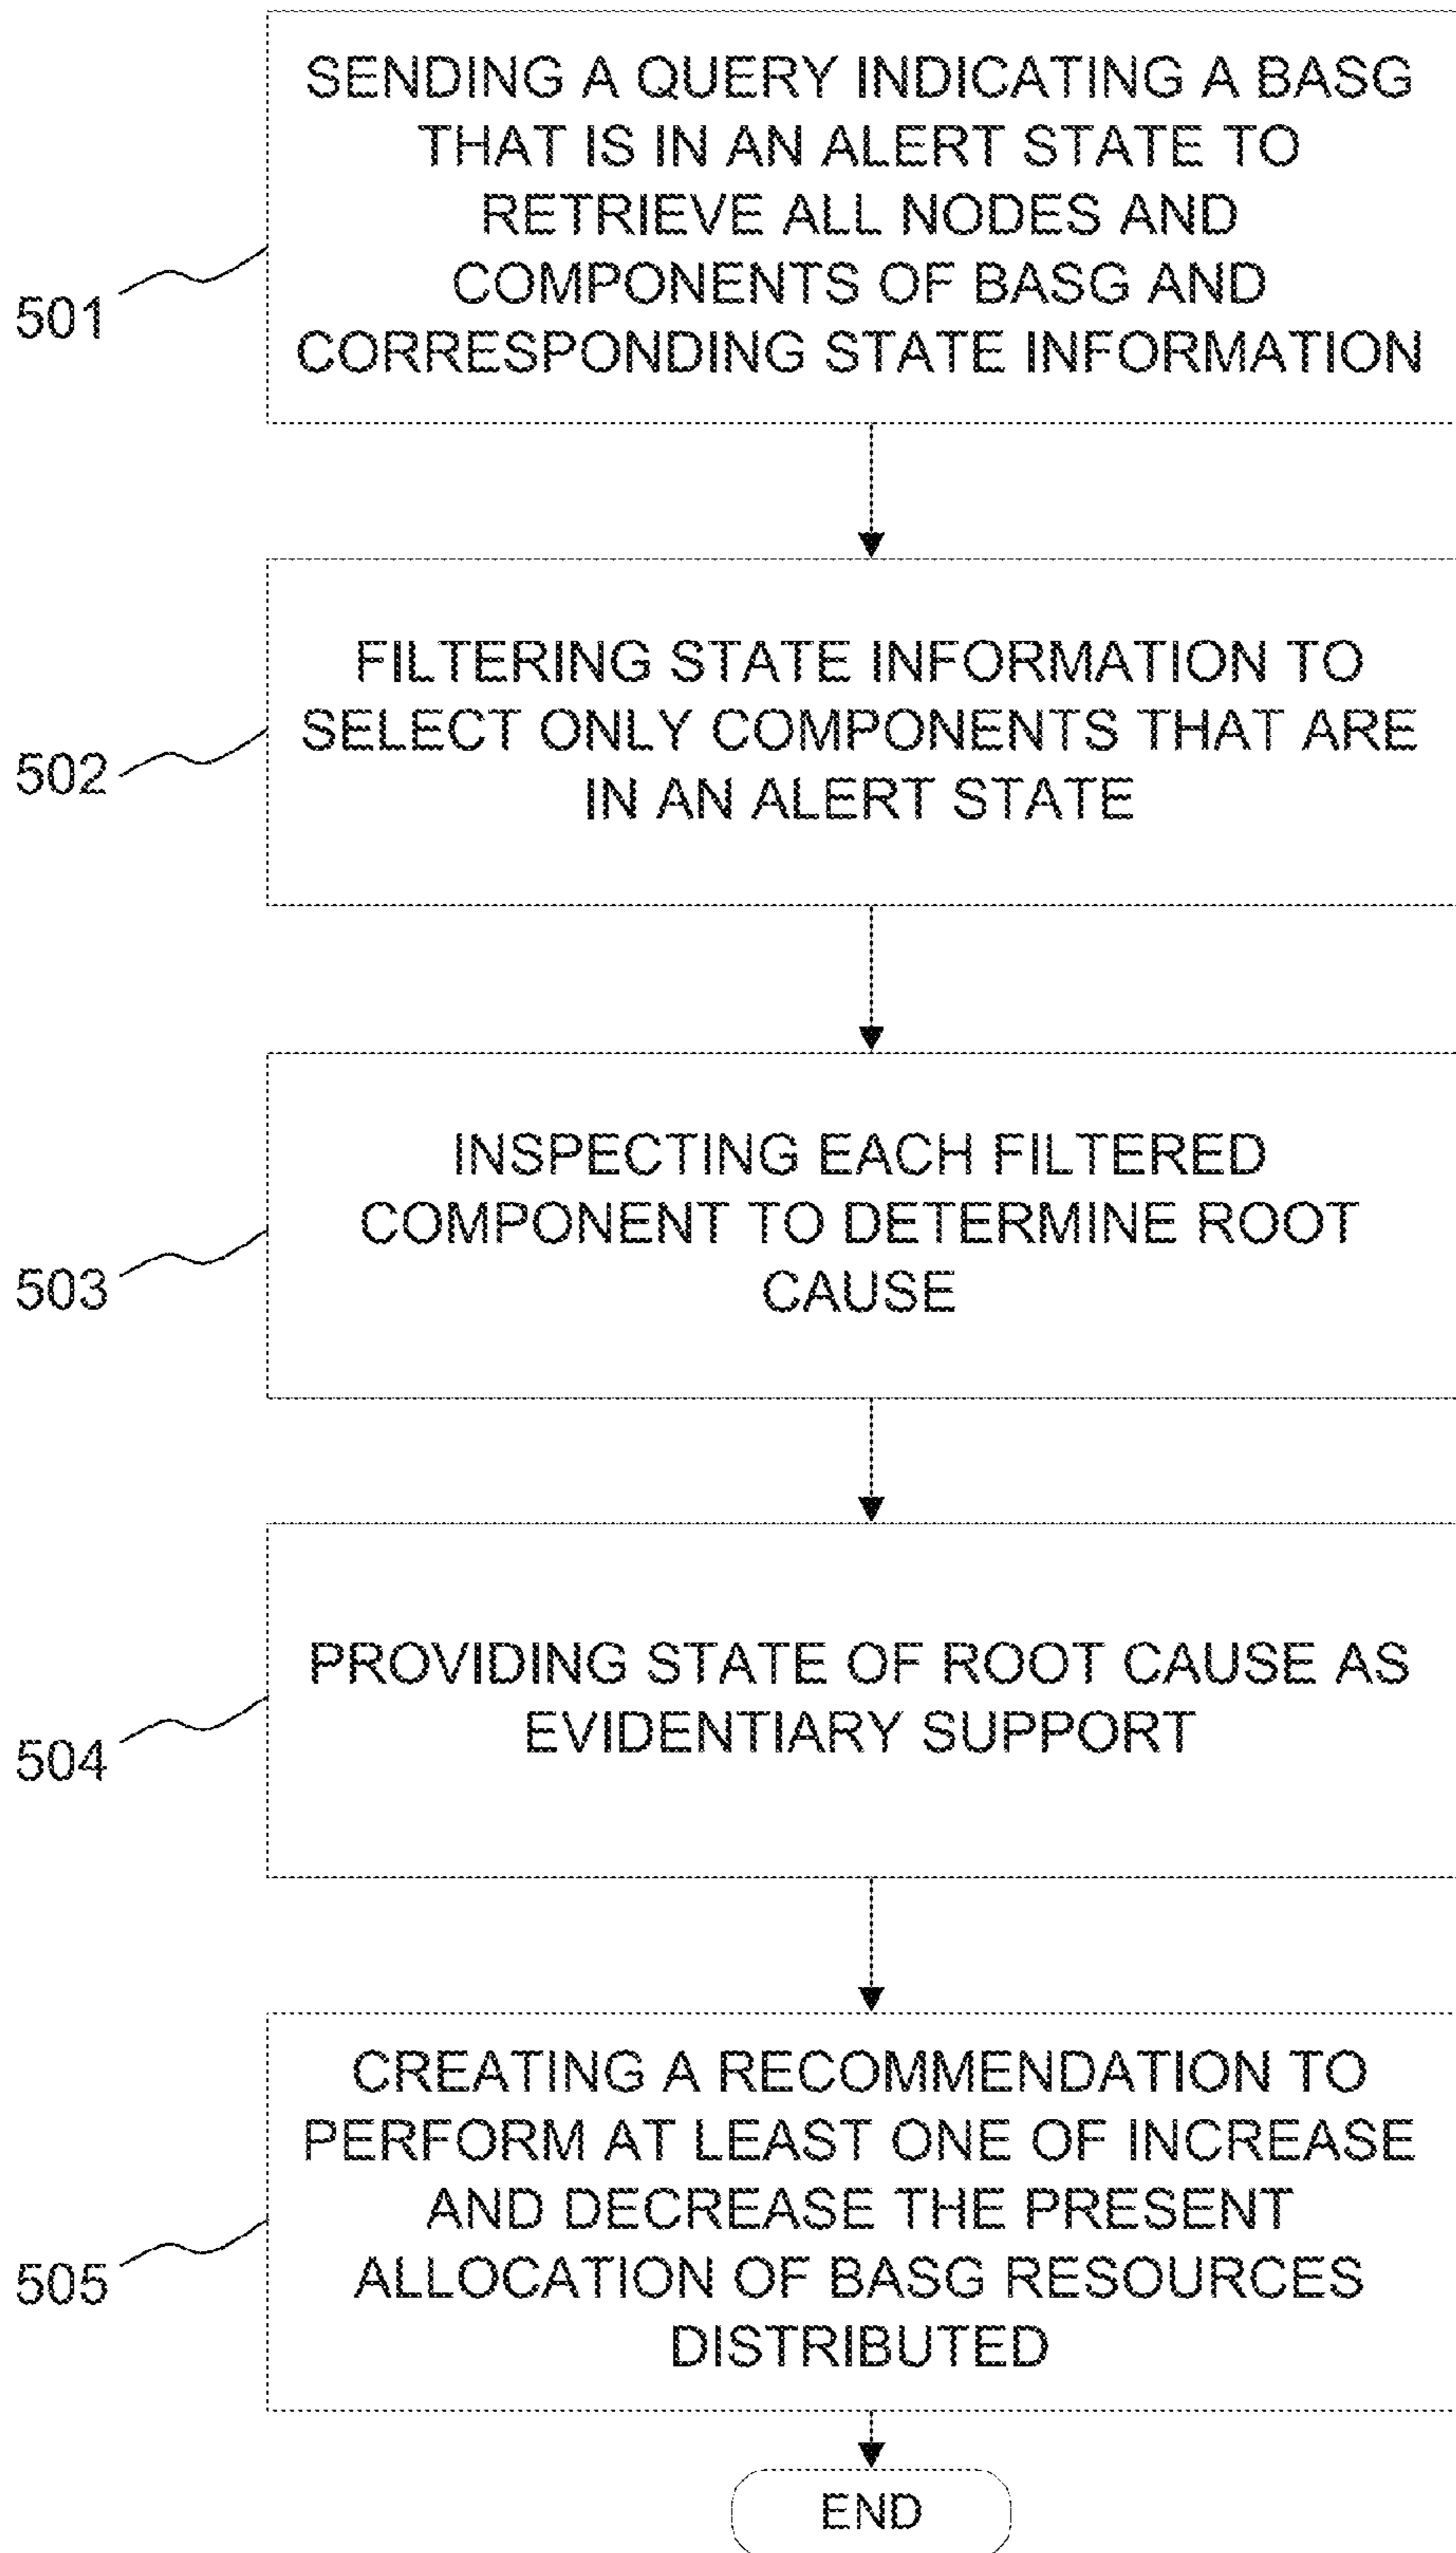 SENDING A QUERY INDICATING A BASG
THAT IS IN AN ALERT STATE TO
RETRIEVE ALL NODES AND
COMPONENTS OF BASG AND
CORRESPONDING STATE INFORMATION
501
FILTERING STATE INFORMATION TO
SELECT ONLY COMPONENTS THAT ARE
IN AN ALERT STATE
502
INSPECTING EACH FILTERED
COMPONENT TO DETERMINE ROOT
CAUSE
503
PROVIDING STATE OF ROOT CAUSE AS
EVIDENTIARY SUPPORT
504
CREATING A RECOMMENDATION TO
PERFORM AT LEAST ONE OF INCREASE
AND DECREASE THE PRESENT
ALLOCATION OF BASG RESOURCES
DISTRIBUTED
505
END